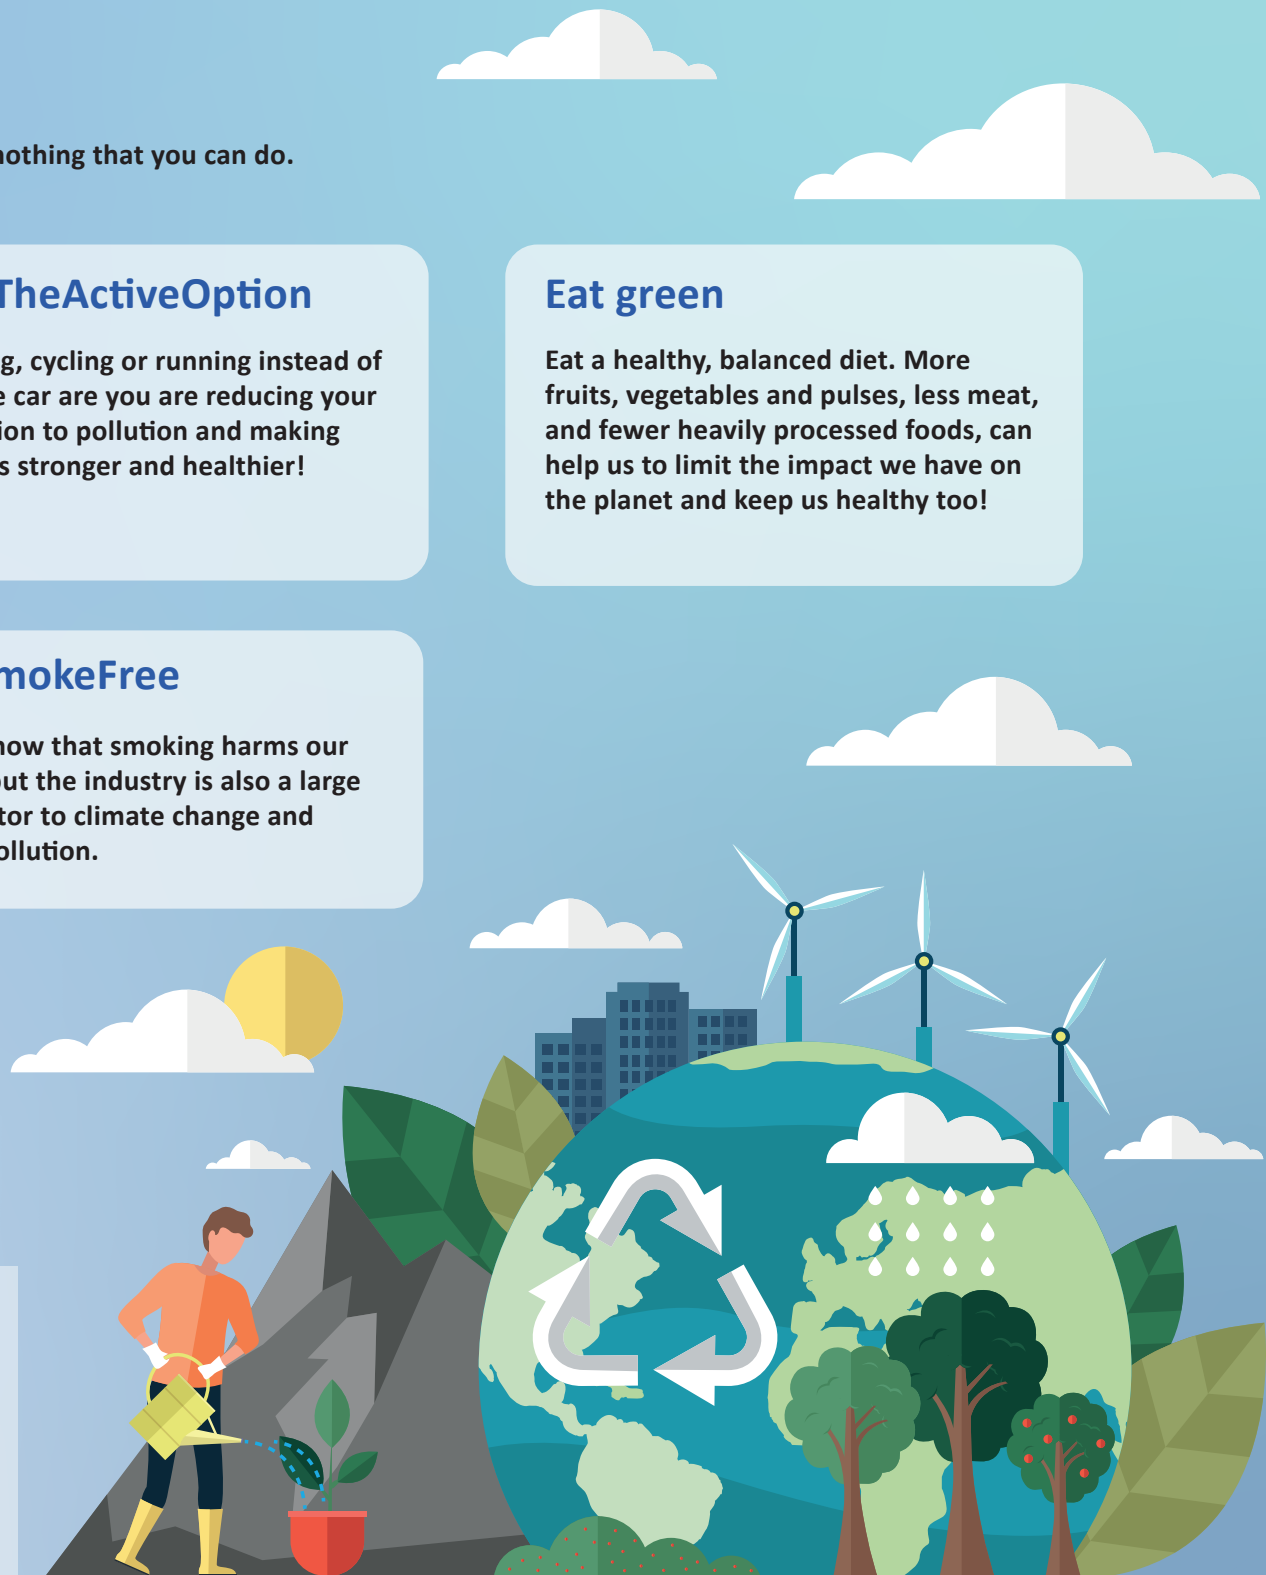 nothing that you can do.
TheActiveOption
g, cycling or running instead of
e car are you are reducing your
ion to pollution and making
s stronger and healthier!
Eat green
Eat a healthy, balanced diet. More
fruits, vegetables and pulses, less meat,
and fewer heavily processed foods, can
help us to limit the impact we have on
the planet and keep us healthy too!
mokeFree
now that smoking harms our
but the industry is also a large
tor to climate change and
ollution.